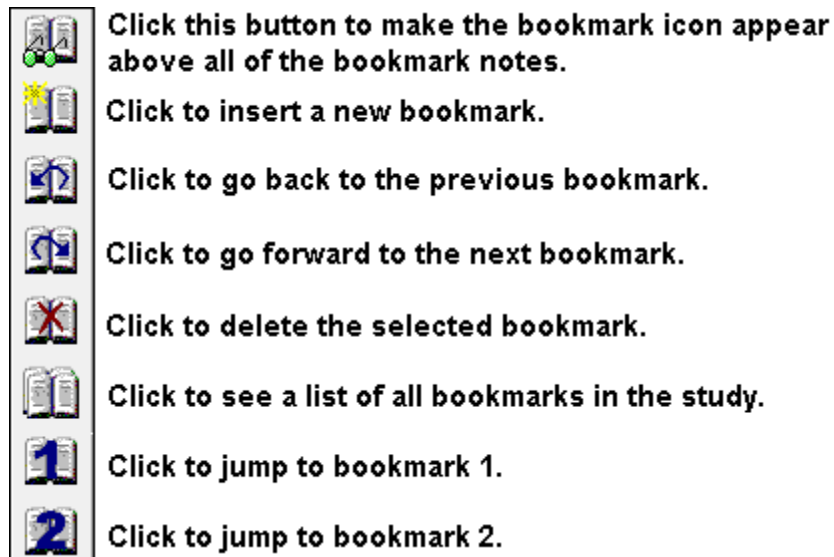 Click this button to make the bookmark icon appear
above all of the bookmark notes.
Click to insert a new bookmark.
Click to go back to the previous bookmark.
Click to go forward to the next bookmark.
Click to delete the selected bookmark.
Click to see a list of all bookmarks in the study.
1 Click to jump to bookmark 1.
2 Click to jump to bookmark 2.